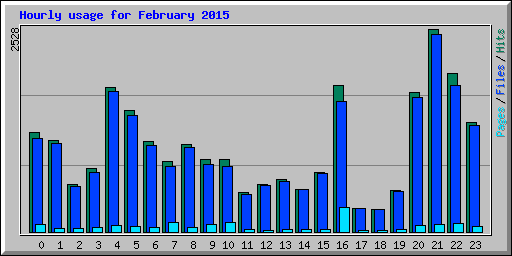 Hourly usage for February 2015
2528
Pages/Files/Hits
0 1 2 3 4 5 6 7 8 9 10 11 12 13 14 15 16 17 18 19 20 21 22 23